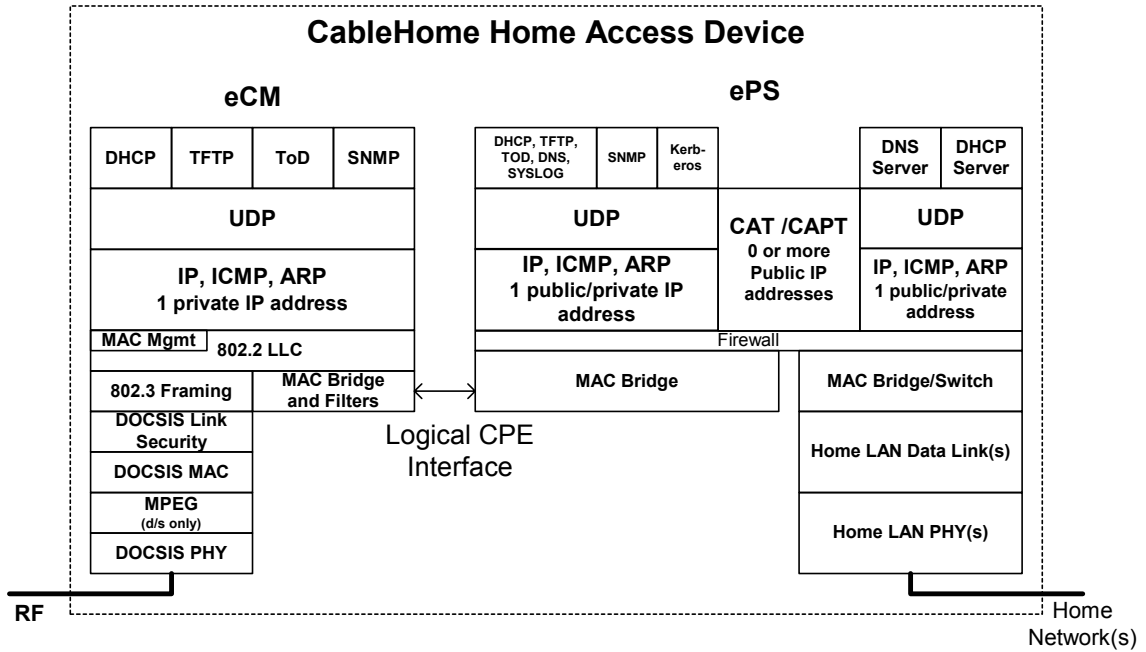 CableHome Home Access Device
eCM
ePS
DHCP
TFTP
ToD
SNMP
UDP
IP, ICMP, ARP
1 private IP address
MAC Mgmt
802.2 LLC
802.3 Framing
MAC Bridge
and Filters
DOCSIS Link
Security
DOCSIS MAC
MPEG
(d/s only)
DOCSIS PHY
RF
Logical CPE
Interface
DHCP, TFTP,
TOD, DNS,
SYSLOG
SNMP
Kerb-
eros
UDP
IP, ICMP, ARP
1 public/private IP
address
CAT /CAPT
0 or more
Public IP
addresses
DNS
Server
DHCP
Server
UDP
IP, ICMP, ARP
1 public/private
address
Firewall
MAC Bridge
MAC Bridge/Switch
Home LAN Data Link(s)
Home LAN PHY(s)
Home
Network(s)